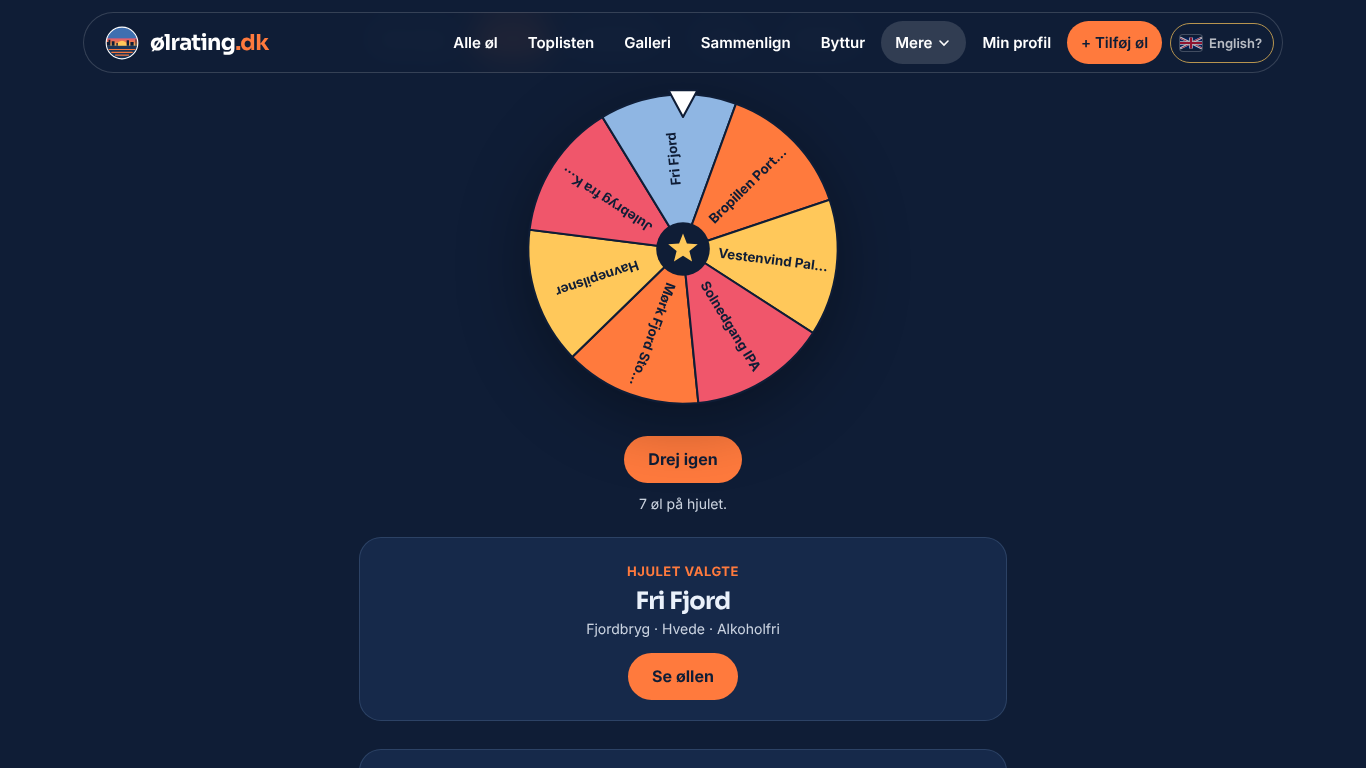 ølrating.dk
Alle øl
Toplisten
Galleri
Sammenlign
Byttur
Mere
Min profil
+ Tilføj øl
English?
Fri Fjord
Bropillen Port…
Vestenvind Pal…
Solnedgang IPA
Mørk Fjord Sto…
Havnepilsner
Julebryg fra K…
Drej igen
7 øl på hjulet.
HJULET VALGTE
Fri Fjord
Fjordbryg · Hvede · Alkoholfri
Se øllen